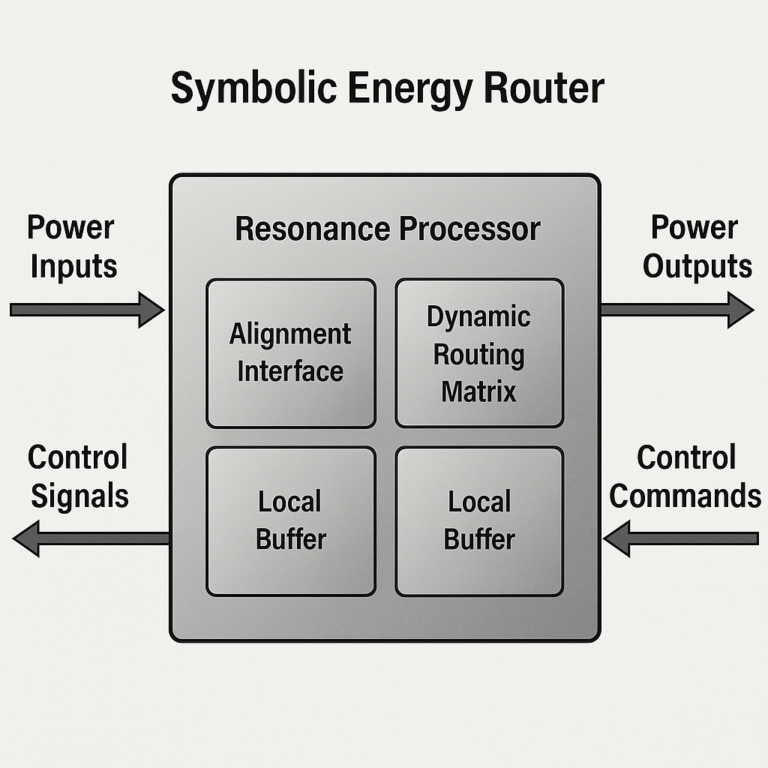 Symbolic Energy Router
Power
Inputs
Resonance Processor
Power
Outputs
Alignment
Interface
Dynamic
Routing
Matrix
Control
Signals
Local
Buffer
Local
Buffer
Control
Commands